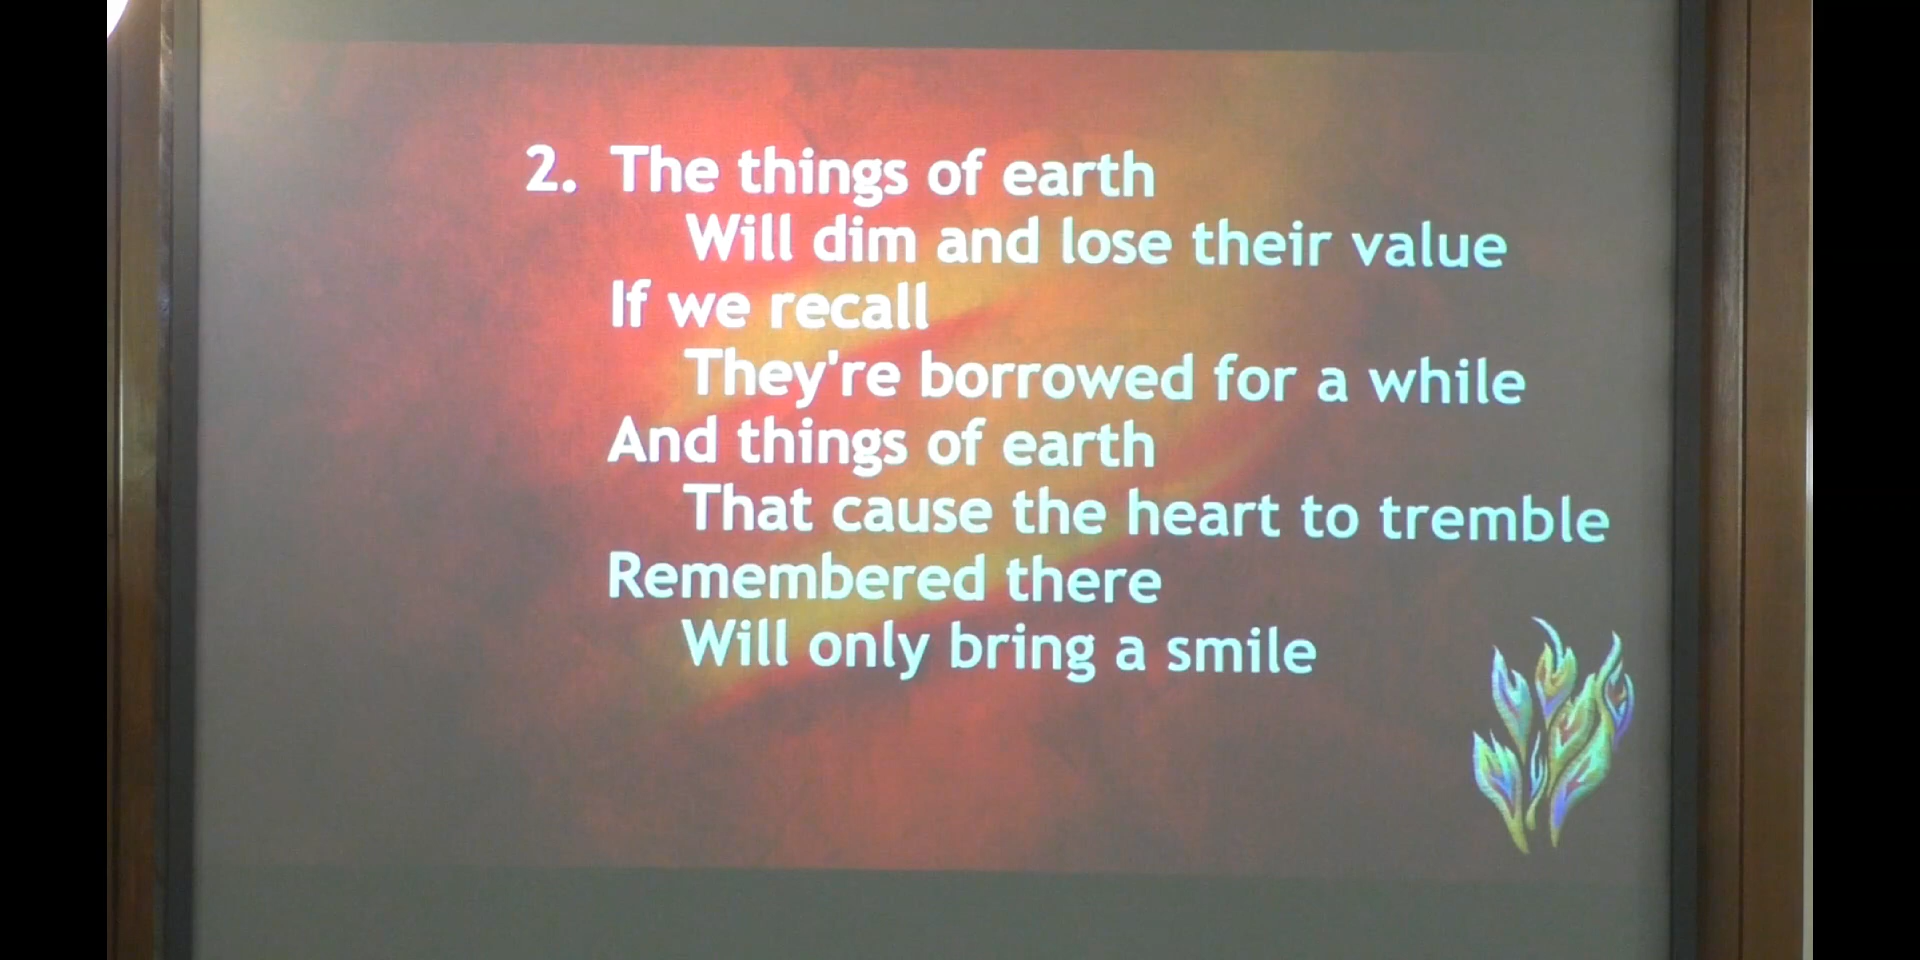 2. The things of earth
Will dim and lose their value
If we recall
They're borrowed for a while
And things of earth
That cause the heart to tremble
Remembered there
Will only bring a smile